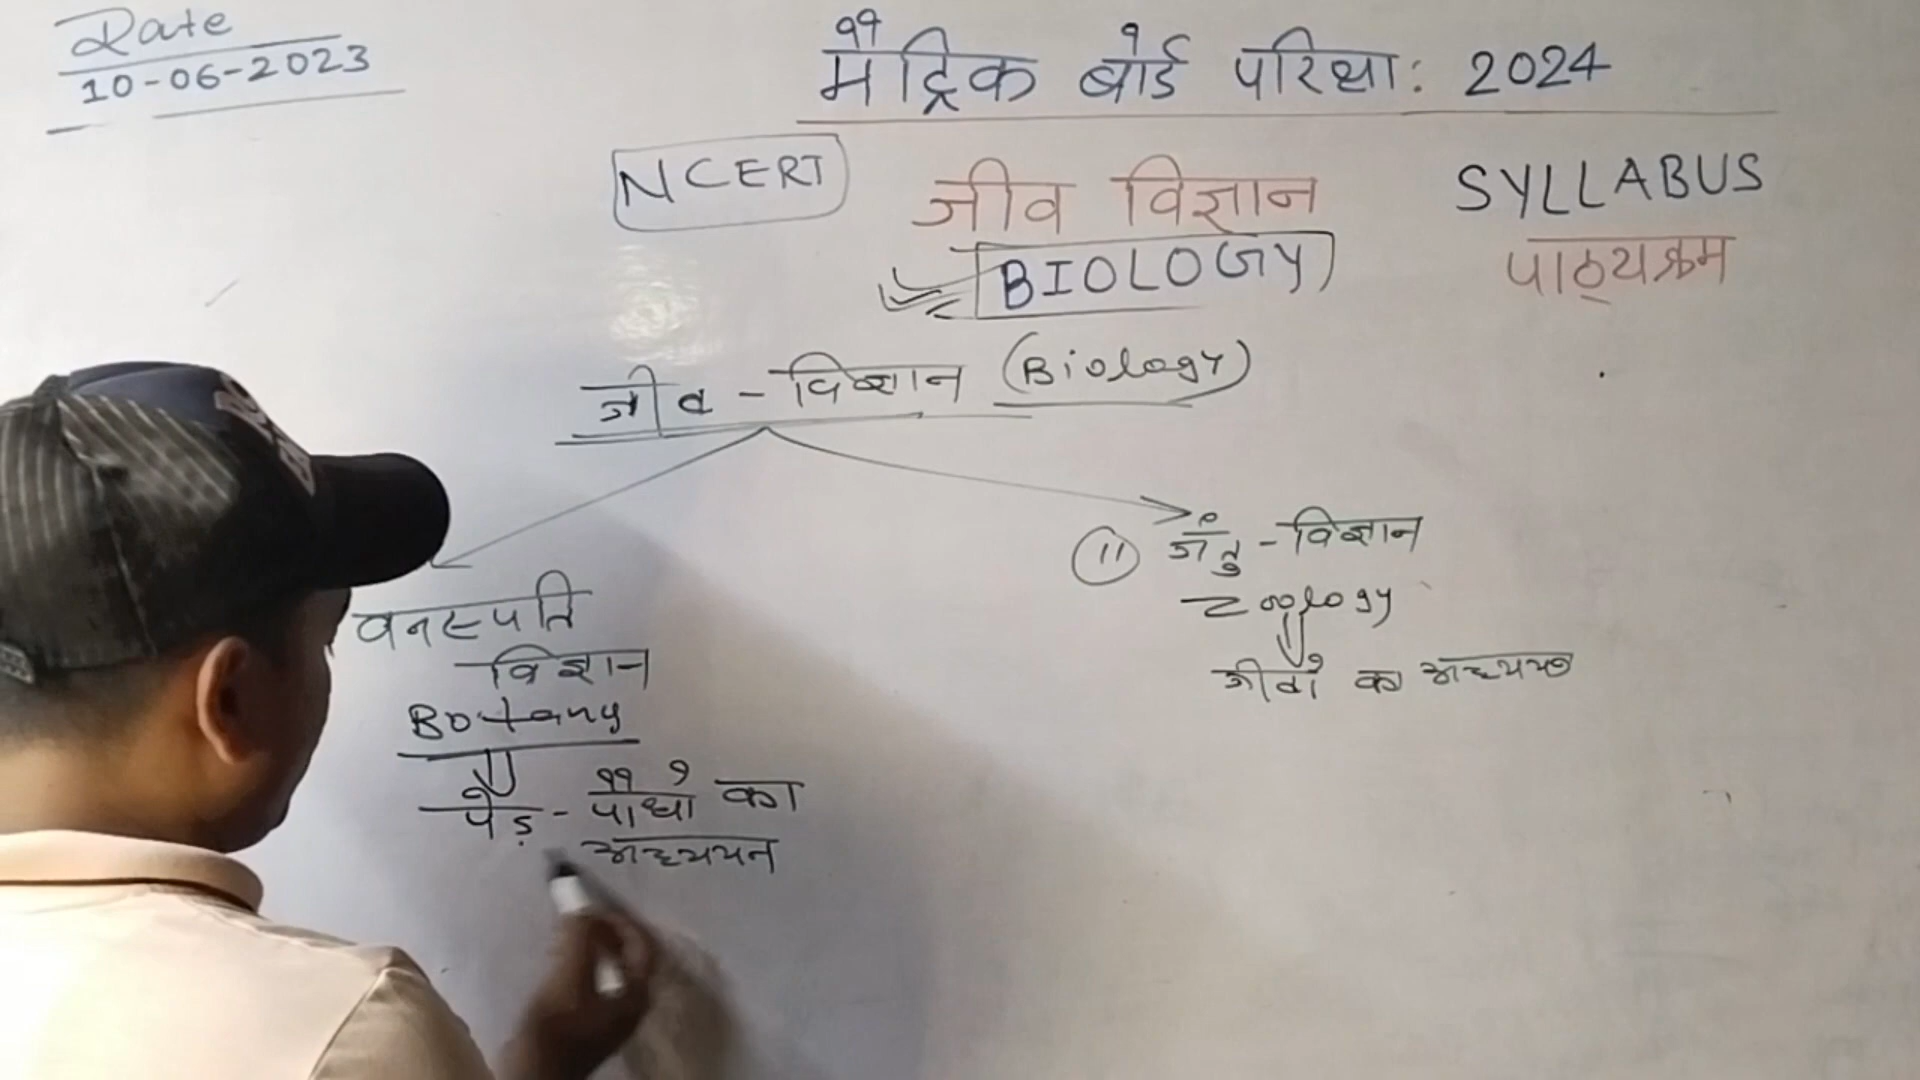 Date
10-06-2023
मैट्रिक बोर्ड परिक्षा: 2024
NCERT
जीव विज्ञान
BIOLOGY
SYLLABUS
पाठ्यक्रम
जीव - विज्ञान (Biology)
वनस्पति
विज्ञान
Botany
पेड़ - पौधों का
अध्ययन
11 जंतु - विज्ञान
Zoology
जीवों का अध्ययन